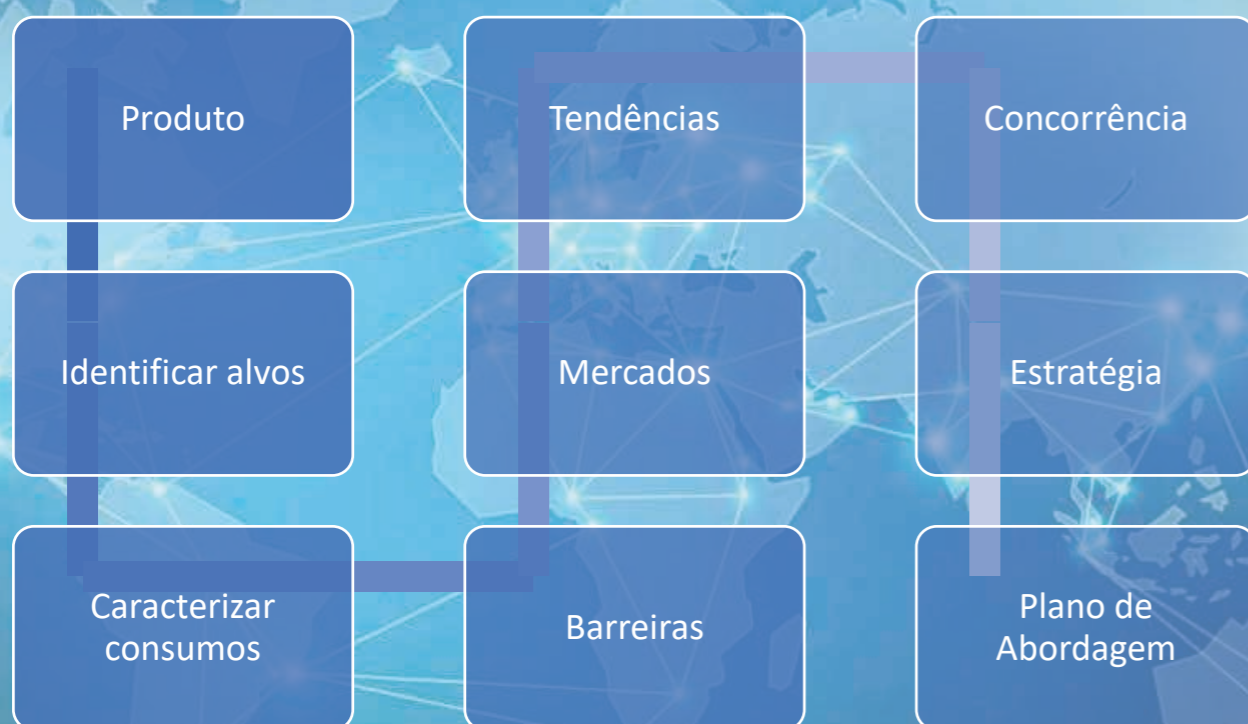 Produto
Identificar alvos
Caracterizar
consumos
Barreiras
Mercados
Tendências
Concorrência
Estratégia
Plano de
Abordagem